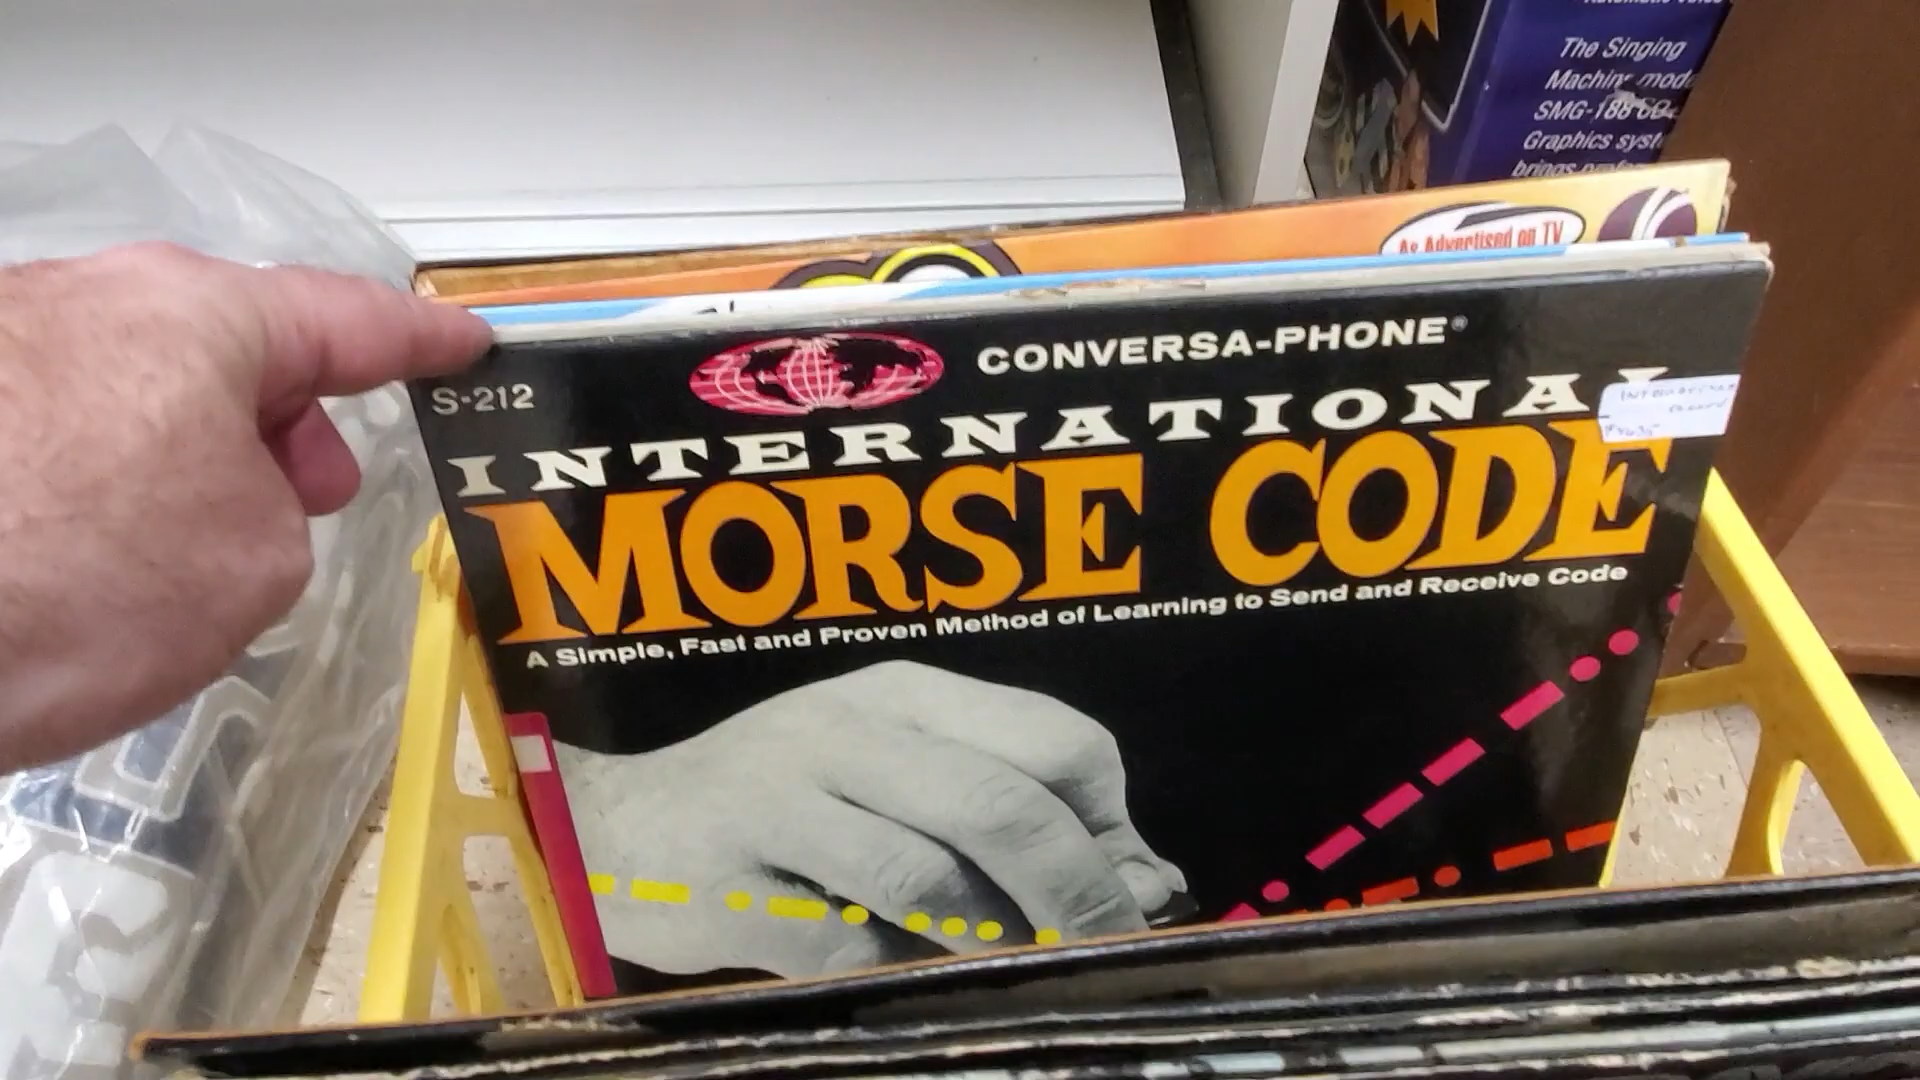 The Singing
SMG-188
Graphics
As Advertised on TV
S-212
CONVERSA-PHONE®
INTERNATIONAL
MORSE CODE
A Simple, Fast and Proven Method of Learning to Send and Receive Code